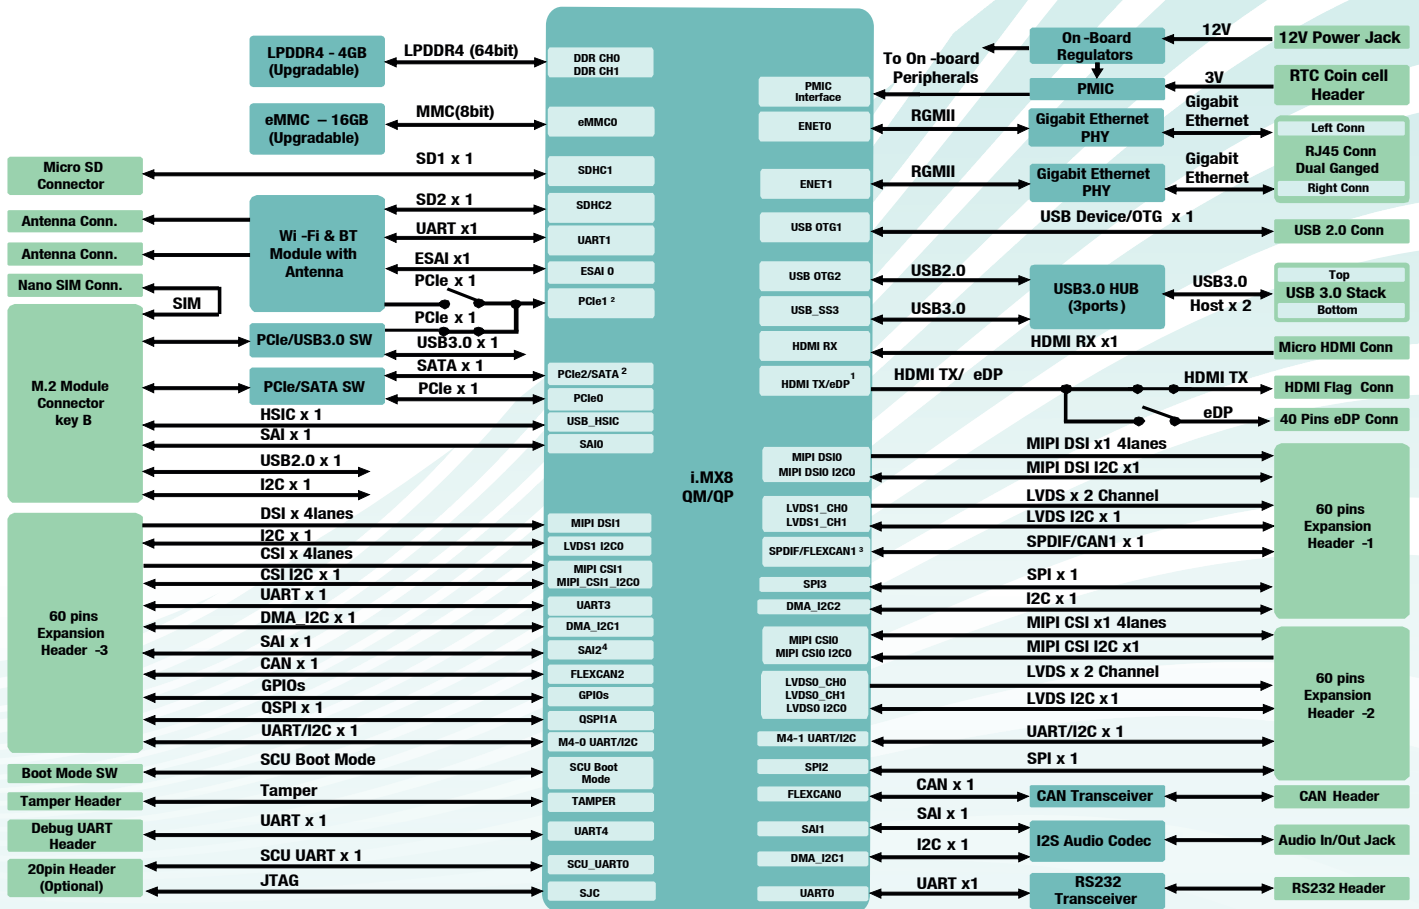 LPDDR4 - 4GB
(Upgradable)
LPDDR4 (64bit)
DDR CH0
DDR CH1
eMMC – 16GB
(Upgradable)
MMC(8bit)
eMMC0
Micro SD
Connector
SD1 x 1
SDHC1
Antenna Conn.
Antenna Conn.
Wi -Fi & BT
Module with
Antenna
SD2 x 1
SDHC2
UART x1
UART1
ESAI x1
ESAI 0
PCIe x 1
PCIe1 2
Nano SIM Conn.
SIM
PCIe x 1
PCIe/USB3.0 SW
USB3.0 x 1
M.2 Module
Connector
key B
PCIe/SATA SW
SATA x 1
PCIe2/SATA 2
PCIe x 1
PCIe0
HSIC x 1
USB_HSIC
SAI x 1
SAI0
USB2.0 x 1
I2C x 1
60 pins
Expansion
Header -3
DSI x 4lanes
MIPI DSI1
I2C x 1
LVDS1 I2C0
CSI x 4lanes
MIPI CSI1
CSI I2C x 1
MIPI_CSI1_I2C0
UART x 1
UART3
DMA_I2C x 1
DMA_I2C1
SAI x 1
SAI2 4
CAN x 1
FLEXCAN2
GPIOs
GPIOs
QSPI x 1
QSPI1A
UART/I2C x 1
M4-0 UART/I2C
Boot Mode SW
SCU Boot Mode
SCU Boot
Mode
Tamper Header
Tamper
TAMPER
Debug UART
Header
UART x 1
UART4
20pin Header
(Optional)
SCU UART x 1
SCU_UART0
JTAG
SJC
i.MX8
QM/QP
To On -board
Peripherals
On -Board
Regulators
12V
12V Power Jack
PMIC
Interface
PMIC
3V
RTC Coin cell
Header
ENET0
RGMII
Gigabit Ethernet
PHY
Gigabit
Ethernet
Left Conn
RJ45 Conn
Dual Ganged
Right Conn
ENET1
RGMII
Gigabit Ethernet
PHY
Gigabit
Ethernet
USB OTG1
USB Device/OTG x 1
USB 2.0 Conn
USB OTG2
USB2.0
USB3.0 HUB
(3ports)
USB3.0
Host x 2
Top
USB 3.0 Stack
Bottom
USB_SS3
USB3.0
HDMI RX
HDMI RX x1
Micro HDMI Conn
HDMI TX/eDP 1
HDMI TX/ eDP
HDMI TX
HDMI Flag Conn
eDP
40 Pins eDP Conn
MIPI DSI0
MIPI DSI0 I2C0
MIPI DSI x1 4lanes
MIPI DSI I2C x1
LVDS1_CH0
LVDS1_CH1
LVDS x 2 Channel
LVDS I2C x 1
SPDIF/FLEXCAN1 3
SPDIF/CAN1 x 1
SPI3
SPI x 1
DMA_I2C2
I2C x 1
60 pins
Expansion
Header -1
MIPI CSI0
MIPI CSI0 I2C0
MIPI CSI x1 4lanes
MIPI CSI I2C x1
LVDS0_CH0
LVDS0_CH1
LVDS0 I2C0
LVDS x 2 Channel
LVDS I2C x 1
M4-1 UART/I2C
UART/I2C x 1
SPI2
SPI x 1
60 pins
Expansion
Header -2
FLEXCAN0
CAN x 1
CAN Transceiver
CAN Header
SAI1
SAI x 1
I2S Audio Codec
Audio In/Out Jack
DMA_I2C1
I2C x 1
UART0
UART x1
RS232
Transceiver
RS232 Header